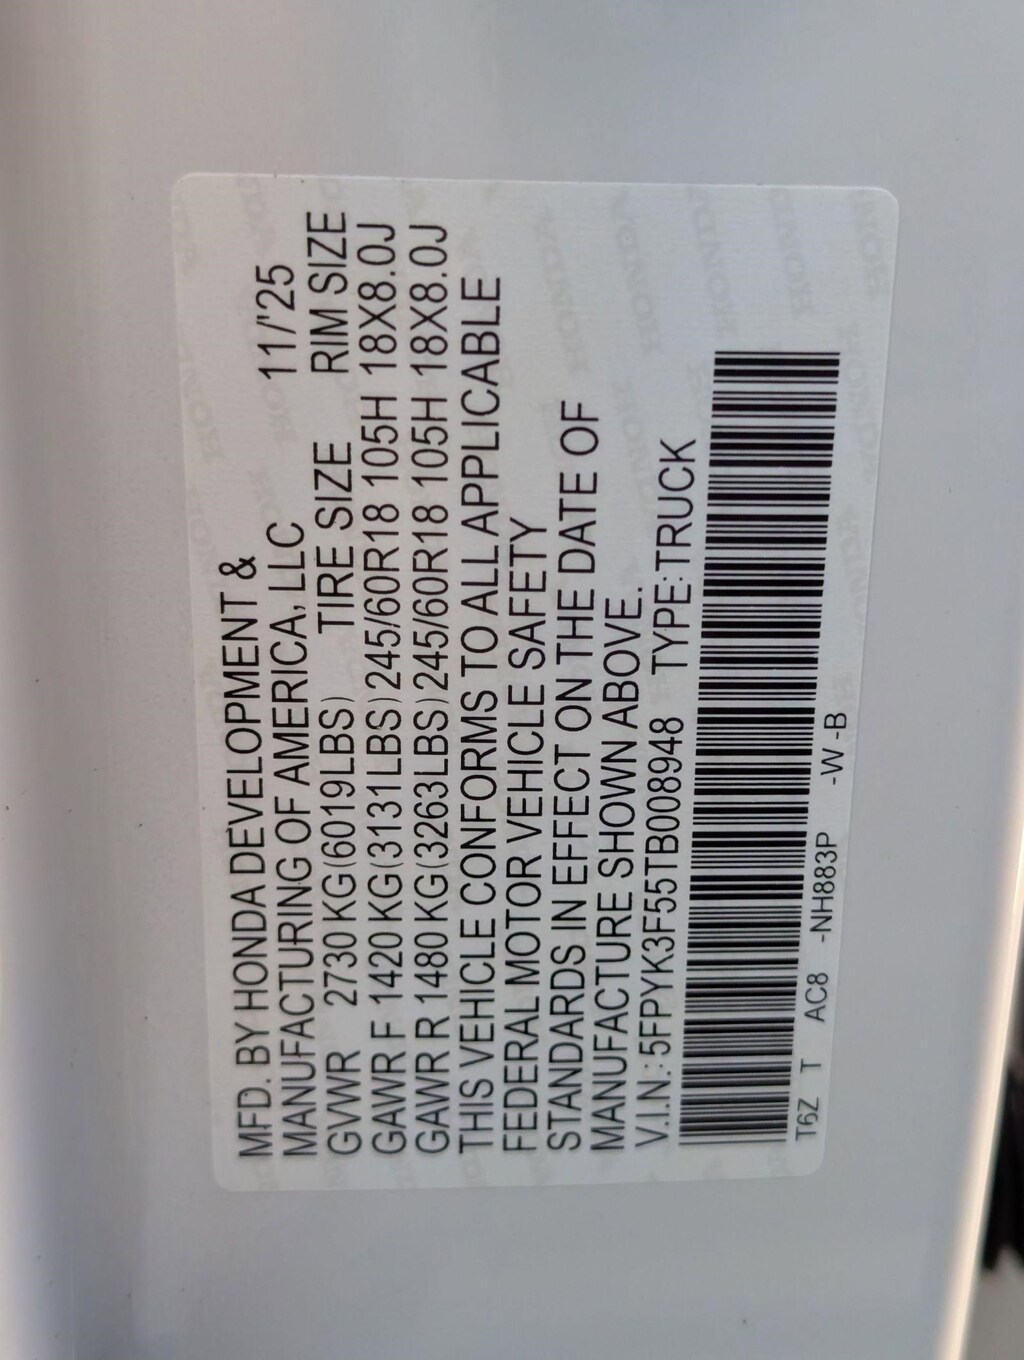 MFD. BY HONDA DEVELOPMENT &
MANUFACTURING OF AMERICA, LLC 11/'25
GVWR 2730 KG(6019LBS) TIRE SIZE RIM SIZE
GAWR F 1420 KG(3131LBS) 245/60R18 105H 18X8.0J
GAWR R 1480 KG(3263LBS) 245/60R18 105H 18X8.0J
THIS VEHICLE CONFORMS TO ALL APPLICABLE
FEDERAL MOTOR VEHICLE SAFETY
STANDARDS IN EFFECT ON THE DATE OF
MANUFACTURE SHOWN ABOVE.
V.I.N.: 5FPYK3F55TB008948 TYPE:TRUCK
T6Z T AC8 -NH883P -W -B